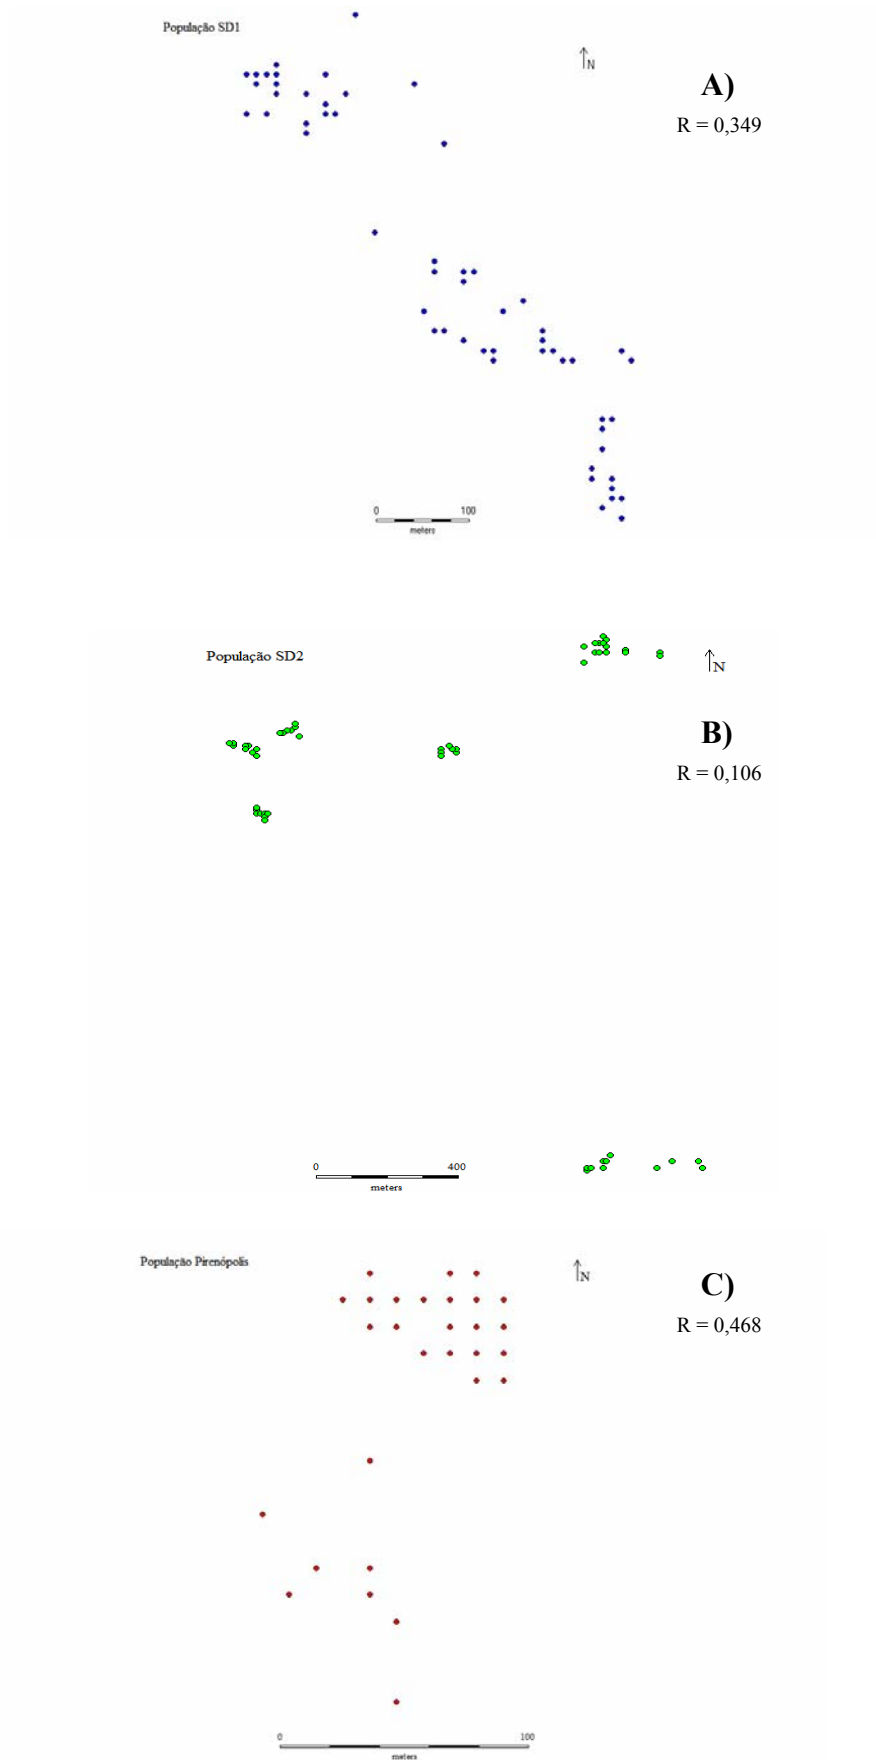 População SD1
N
A)
R = 0,349
0 100
meters
População SD2
N
B)
R = 0,106
0 400
meters
População Pirenópolis
N
C)
R = 0,468
0 100
meters